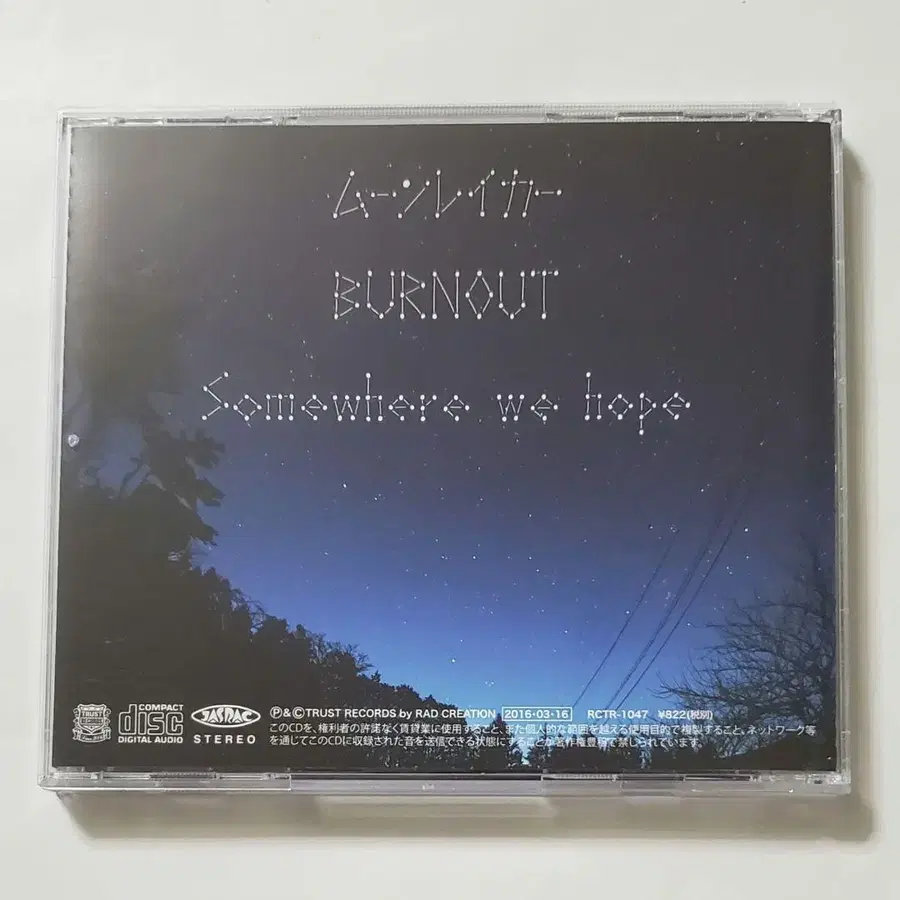 ムーンレイカー
BURNOUT
Somewhere we hope
TRUST
COMPACT
disc
DIGITAL AUDIO
JASRAC
STEREO
Ⓟ&ⒸTRUST RECORDS by RAD CREATION 2016・03・16 RCTR-1047 ¥822(税別)
このCDを、権利者の許諾なく賃貸業に使用すること、また個人的な範囲を越える使用目的で複製すること、ネットワーク等
を通じてこのCDに収録された音を送信できる状態にすることが著作権法で禁じられています。